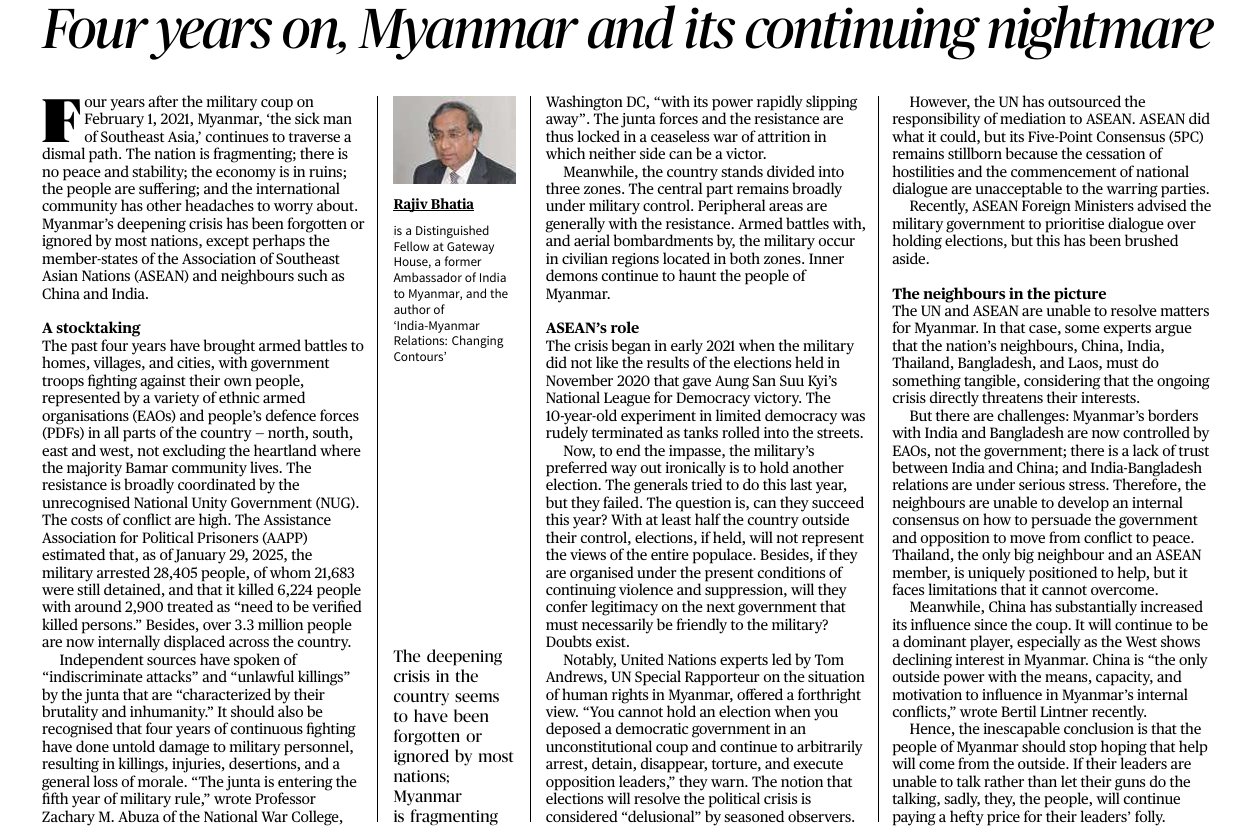 Four years on, Myanmar and its continuing nightmare
Four years after the military coup on
February 1, 2021, Myanmar, ‘the sick man
of Southeast Asia,’ continues to traverse a
dismal path. The nation is fragmenting; there is
no peace and stability; the economy is in ruins;
the people are suffering; and the international
community has other headaches to worry about.
Myanmar’s deepening crisis has been forgotten or
ignored by most nations, except perhaps the
member-states of the Association of Southeast
Asian Nations (ASEAN) and neighbours such as
China and India.
A stocktaking
The past four years have brought armed battles to
homes, villages, and cities, with government
troops fighting against their own people,
represented by a variety of ethnic armed
organisations (EAOs) and people’s defence forces
(PDFs) in all parts of the country – north, south,
east and west, not excluding the heartland where
the majority Bamar community lives. The
resistance is broadly coordinated by the
unrecognised National Unity Government (NUG).
The costs of conflict are high. The Assistance
Association for Political Prisoners (AAPP)
estimated that, as of January 29, 2025, the
military arrested 28,405 people, of whom 21,683
were still detained, and that it killed 6,224 people
with around 2,900 treated as “need to be verified
killed persons.” Besides, over 3.3 million people
are now internally displaced across the country.
Independent sources have spoken of
“indiscriminate attacks” and “unlawful killings”
by the junta that are “characterized by their
brutality and inhumanity.” It should also be
recognised that four years of continuous fighting
have done untold damage to military personnel,
resulting in killings, injuries, desertions, and a
general loss of morale. “The junta is entering the
fifth year of military rule,” wrote Professor
Zachary M. Abuza of the National War College,
Rajiv Bhatia
is a Distinguished
Fellow at Gateway
House, a former
Ambassador of India
to Myanmar, and the
author of
‘India-Myanmar
Relations: Changing
Contours’
The deepening
crisis in the
country seems
to have been
forgotten or
ignored by most
nations;
Myanmar
is fragmenting
Washington DC, “with its power rapidly slipping
away”. The junta forces and the resistance are
thus locked in a ceaseless war of attrition in
which neither side can be a victor.
Meanwhile, the country stands divided into
three zones. The central part remains broadly
under military control. Peripheral areas are
generally with the resistance. Armed battles with,
and aerial bombardments by, the military occur
in civilian regions located in both zones. Inner
demons continue to haunt the people of
Myanmar.
ASEAN’s role
The crisis began in early 2021 when the military
did not like the results of the elections held in
November 2020 that gave Aung San Suu Kyi’s
National League for Democracy victory. The
10-year-old experiment in limited democracy was
rudely terminated as tanks rolled into the streets.
Now, to end the impasse, the military’s
preferred way out ironically is to hold another
election. The generals tried to do this last year,
but they failed. The question is, can they succeed
this year? With at least half the country outside
their control, elections, if held, will not represent
the views of the entire populace. Besides, if they
are organised under the present conditions of
continuing violence and suppression, will they
confer legitimacy on the next government that
must necessarily be friendly to the military?
Doubts exist.
Notably, United Nations experts led by Tom
Andrews, UN Special Rapporteur on the situation
of human rights in Myanmar, offered a forthright
view. “You cannot hold an election when you
deposed a democratic government in an
unconstitutional coup and continue to arbitrarily
arrest, detain, disappear, torture, and execute
opposition leaders,” they warn. The notion that
elections will resolve the political crisis is
considered “delusional” by seasoned observers.
However, the UN has outsourced the
responsibility of mediation to ASEAN. ASEAN did
what it could, but its Five-Point Consensus (5PC)
remains stillborn because the cessation of
hostilities and the commencement of national
dialogue are unacceptable to the warring parties.
Recently, ASEAN Foreign Ministers advised the
military government to prioritise dialogue over
holding elections, but this has been brushed
aside.
The neighbours in the picture
The UN and ASEAN are unable to resolve matters
for Myanmar. In that case, some experts argue
that the nation’s neighbours, China, India,
Thailand, Bangladesh, and Laos, must do
something tangible, considering that the ongoing
crisis directly threatens their interests.
But there are challenges: Myanmar’s borders
with India and Bangladesh are now controlled by
EAOs, not the government; there is a lack of trust
between India and China; and India-Bangladesh
relations are under serious stress. Therefore, the
neighbours are unable to develop an internal
consensus on how to persuade the government
and opposition to move from conflict to peace.
Thailand, the only big neighbour and an ASEAN
member, is uniquely positioned to help, but it
faces limitations that it cannot overcome.
Meanwhile, China has substantially increased
its influence since the coup. It will continue to be
a dominant player, especially as the West shows
declining interest in Myanmar. China is “the only
outside power with the means, capacity, and
motivation to influence in Myanmar’s internal
conflicts,” wrote Bertil Lintner recently.
Hence, the inescapable conclusion is that the
people of Myanmar should stop hoping that help
will come from the outside. If their leaders are
unable to talk rather than let their guns do the
talking, sadly, they, the people, will continue
paying a hefty price for their leaders’ folly.